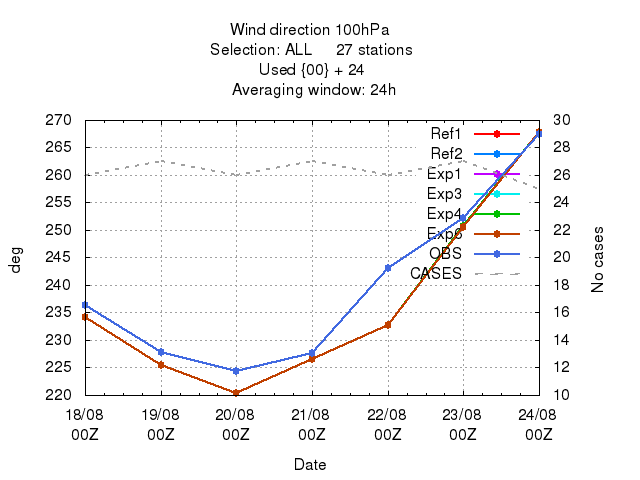 Wind direction 100hPa
Selection: ALL 27 stations
Used {00} + 24
Averaging window: 24h
270
265
260
255
250
245
240
235
230
225
220
deg
30
28
26
24
22
20
18
16
14
12
10
No cases
Ref1
Ref2
Exp1
Exp3
Exp4
Exp6
OBS
CASES
18/08 19/08 20/08 21/08 22/08 23/08 24/08
00Z 00Z 00Z 00Z 00Z 00Z 00Z
Date